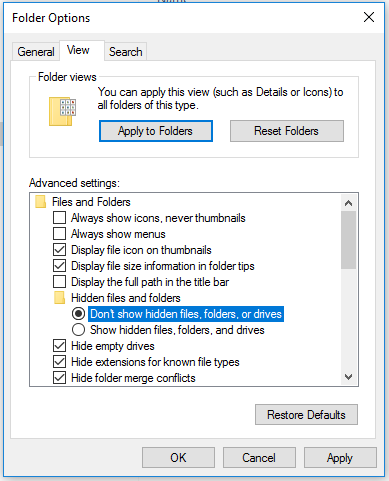 Folder Options
General
View
Search
Folder views
You can apply this view (such as Details or Icons) to
all folders of this type.
Apply to Folders
Reset Folders
Advanced settings:
Files and Folders
Always show icons, never thumbnails
Always show menus
Display file icon on thumbnails
Display file size information in folder tips
Display the full path in the title bar
Hidden files and folders
Don't show hidden files, folders, or drives
Show hidden files, folders, and drives
Hide empty drives
Hide extensions for known file types
Hide folder merge conflicts
Restore Defaults
OK
Cancel
Apply